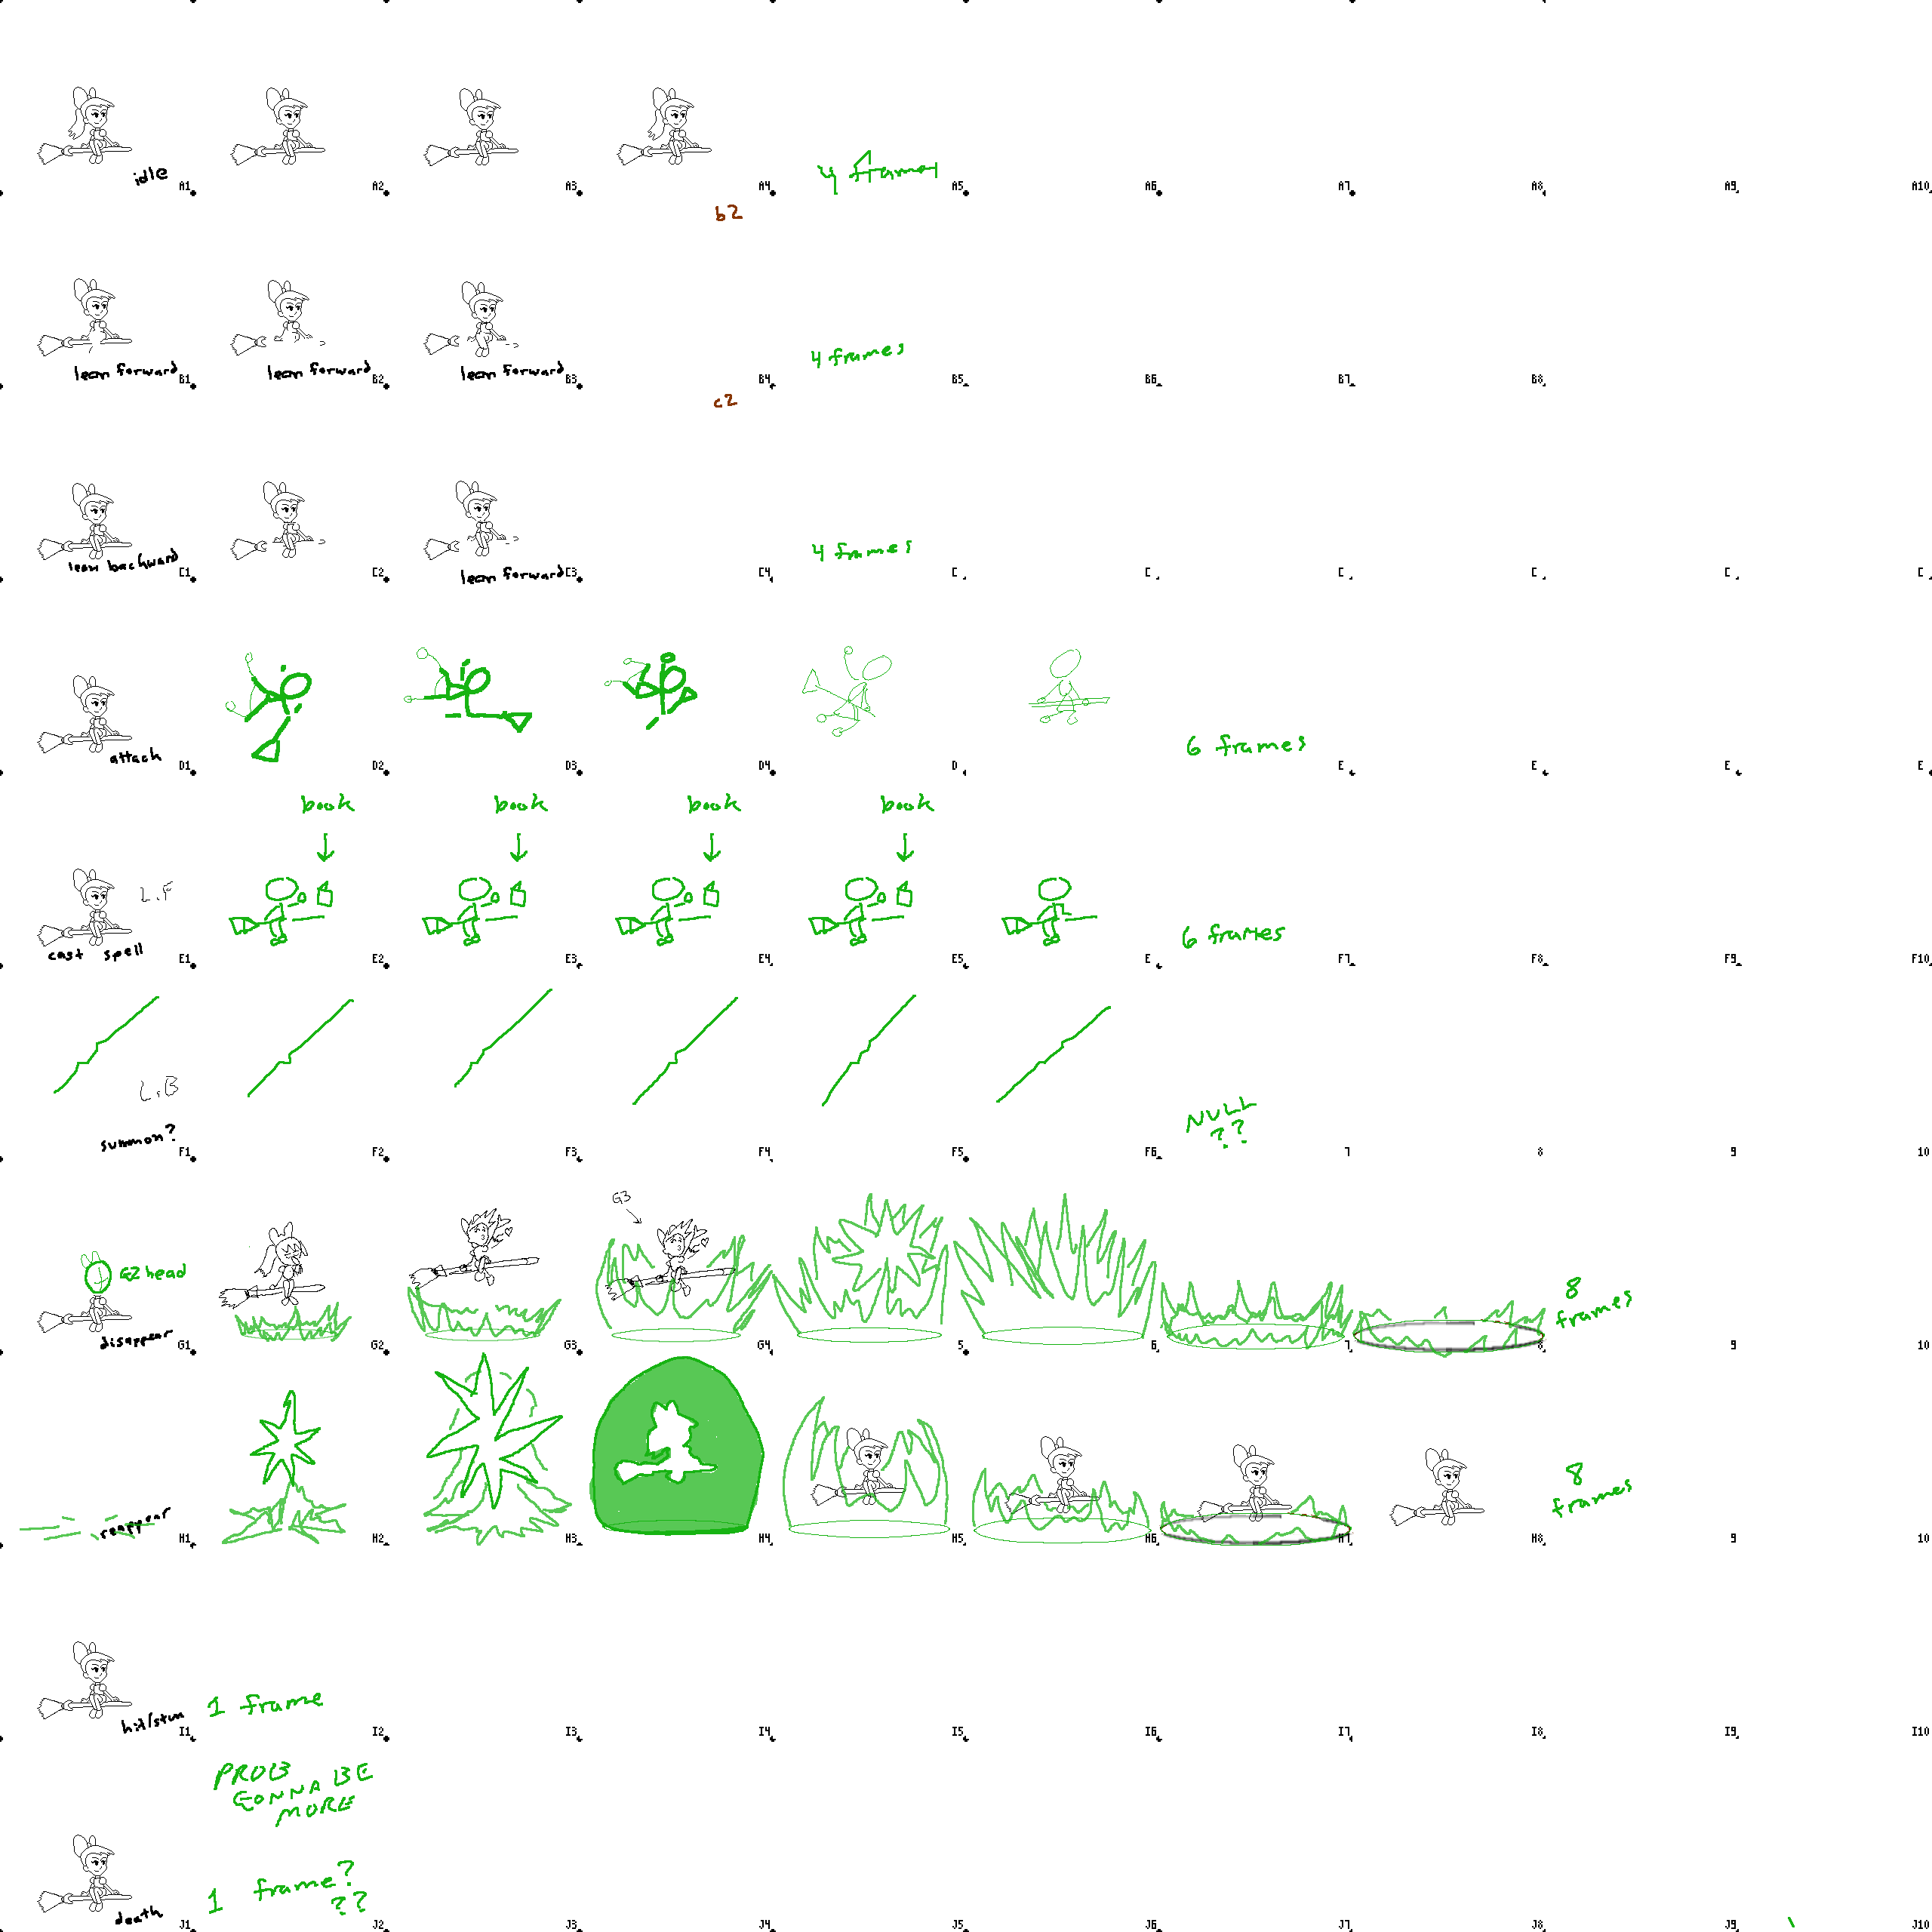 idle
A1 A2 A3 A4 4 frames A5 A6 A7 A8 A9 A10
b2
lean forward B1 lean forward B2 lean forward B3 B4 4 frames B5 B6 B7 B8
c2
lean backward C1 C2 lean forward C3 C4 4 frames C C C C C C
attack D1 D2 D3 D4 D 6 frames E E E E
book book book book
L.F
cast spell E1 E2 E3 E4 E5 E 6 frames F7 F8 F9 F10
L.B
summon? F1 F2 F3 F4 F5 F6 NULL ?? 7 8 9 10
G3
G2 head
disappear G1 G2 G3 G4 5 6 7 8 8 frames 9 10
reappear H1 H2 H3 H4 H5 H6 H7 H8 8 frames 9 10
hit/stun I1 1 frame I2 I3 I4 I5 I6 I7 I8 I9 I10
PROB
GONNA BE
MORE
death J1 1 frame? ?? J2 J3 J4 J5 J6 J7 J8 J9 J10